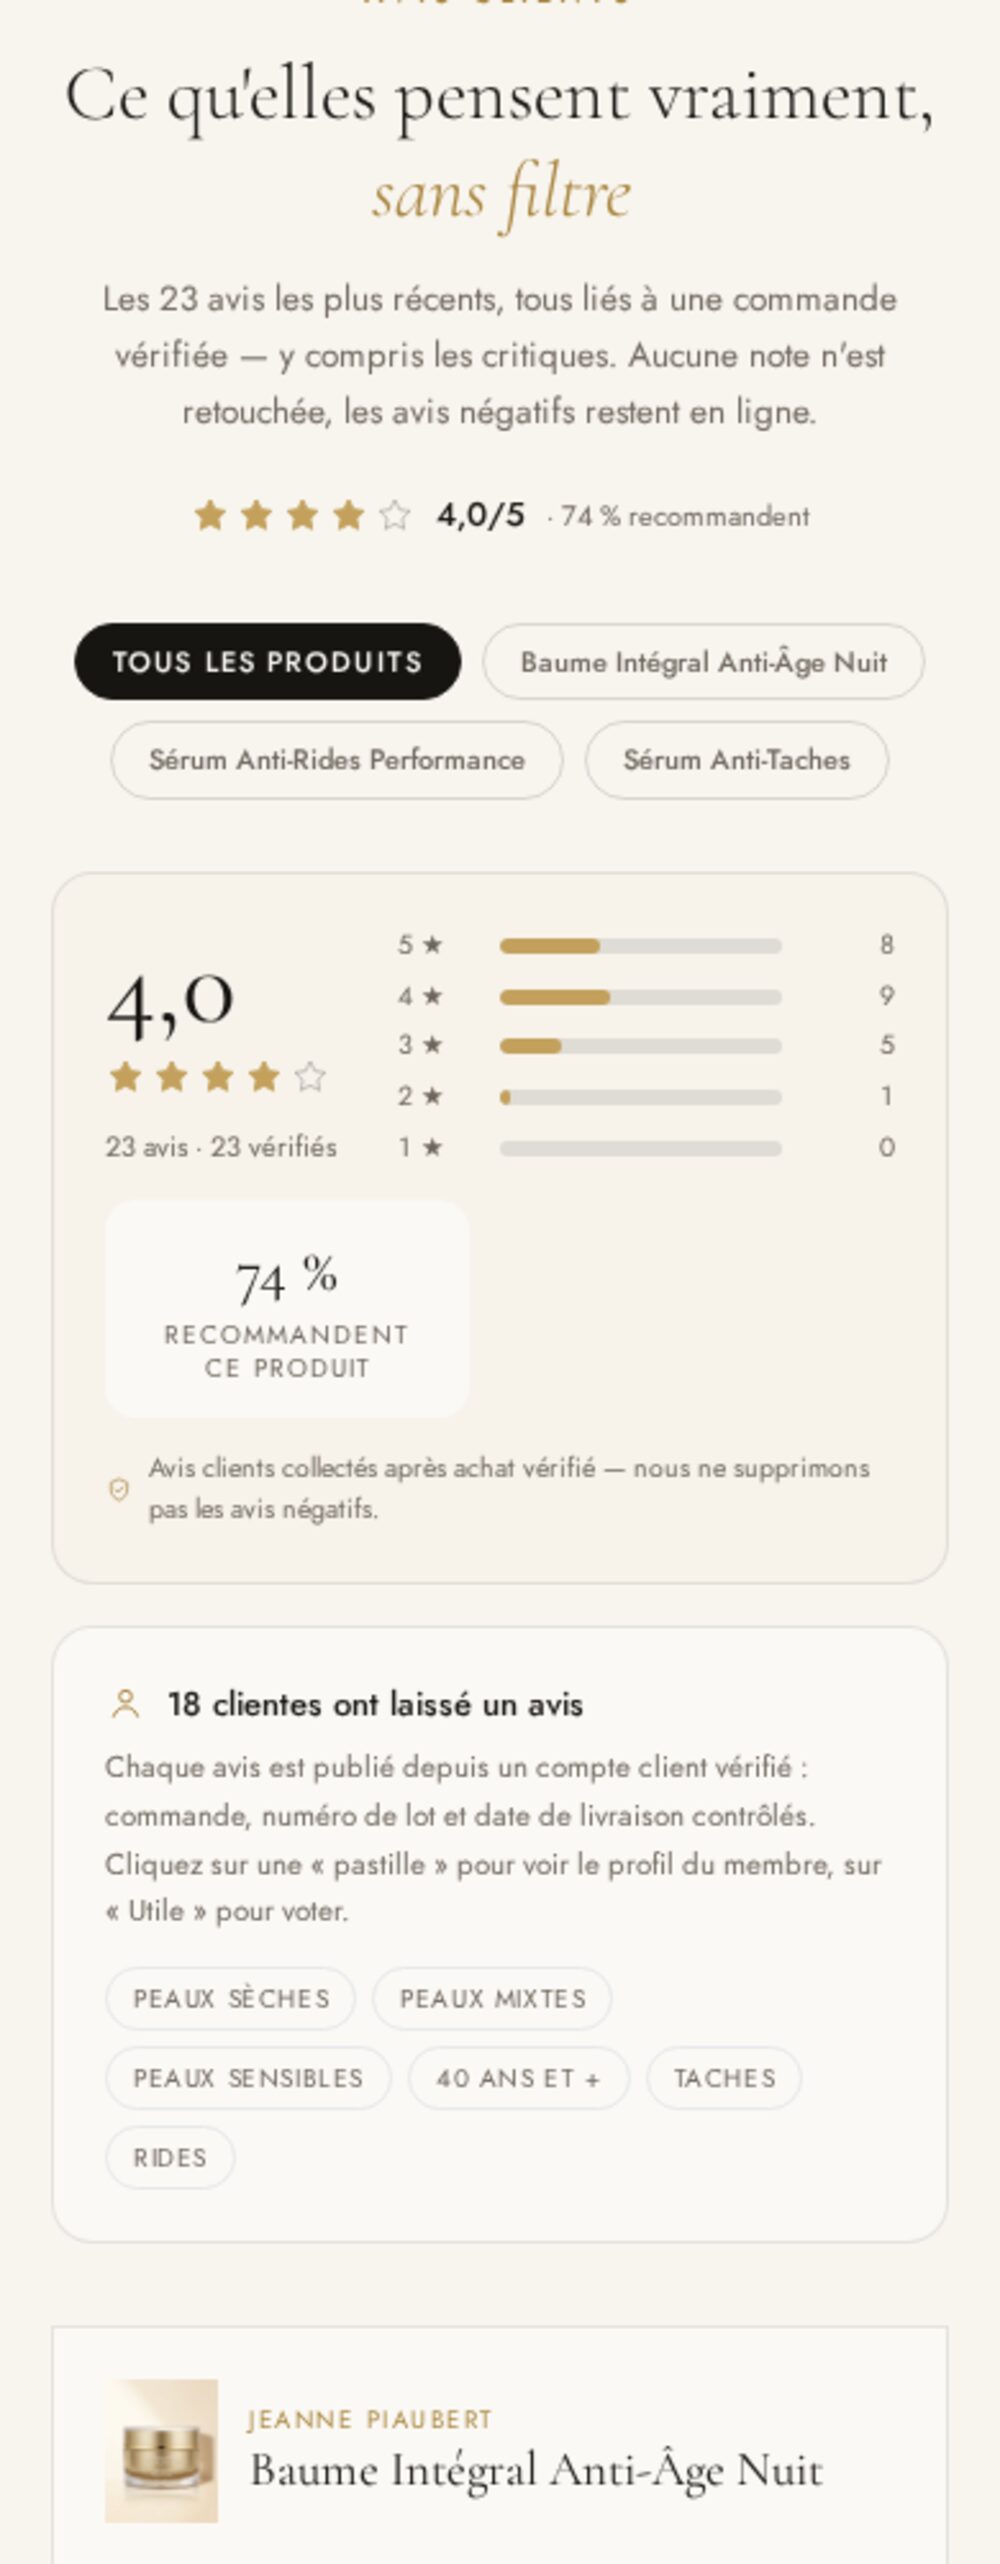 Ce qu'elles pensent vraiment,
sans filtre
Les 23 avis les plus récents, tous liés à une commande
vérifiée — y compris les critiques. Aucune note n'est
retouchée, les avis négatifs restent en ligne.
4,0/5 · 74 % recommandent
TOUS LES PRODUITS Baume Intégral Anti-Âge Nuit
Sérum Anti-Rides Performance Sérum Anti-Taches
4,0
23 avis · 23 vérifiés
5 ★ 8
4 ★ 9
3 ★ 5
2 ★ 1
1 ★ 0
74 %
RECOMMANDENT
CE PRODUIT
Avis clients collectés après achat vérifié — nous ne supprimons
pas les avis négatifs.
18 clientes ont laissé un avis
Chaque avis est publié depuis un compte client vérifié :
commande, numéro de lot et date de livraison contrôlés.
Cliquez sur une « pastille » pour voir le profil du membre, sur
« Utile » pour voter.
PEAUX SÈCHES PEAUX MIXTES
PEAUX SENSIBLES 40 ANS ET + TACHES
RIDES
JEANNE PIAUBERT
Baume Intégral Anti-Âge Nuit